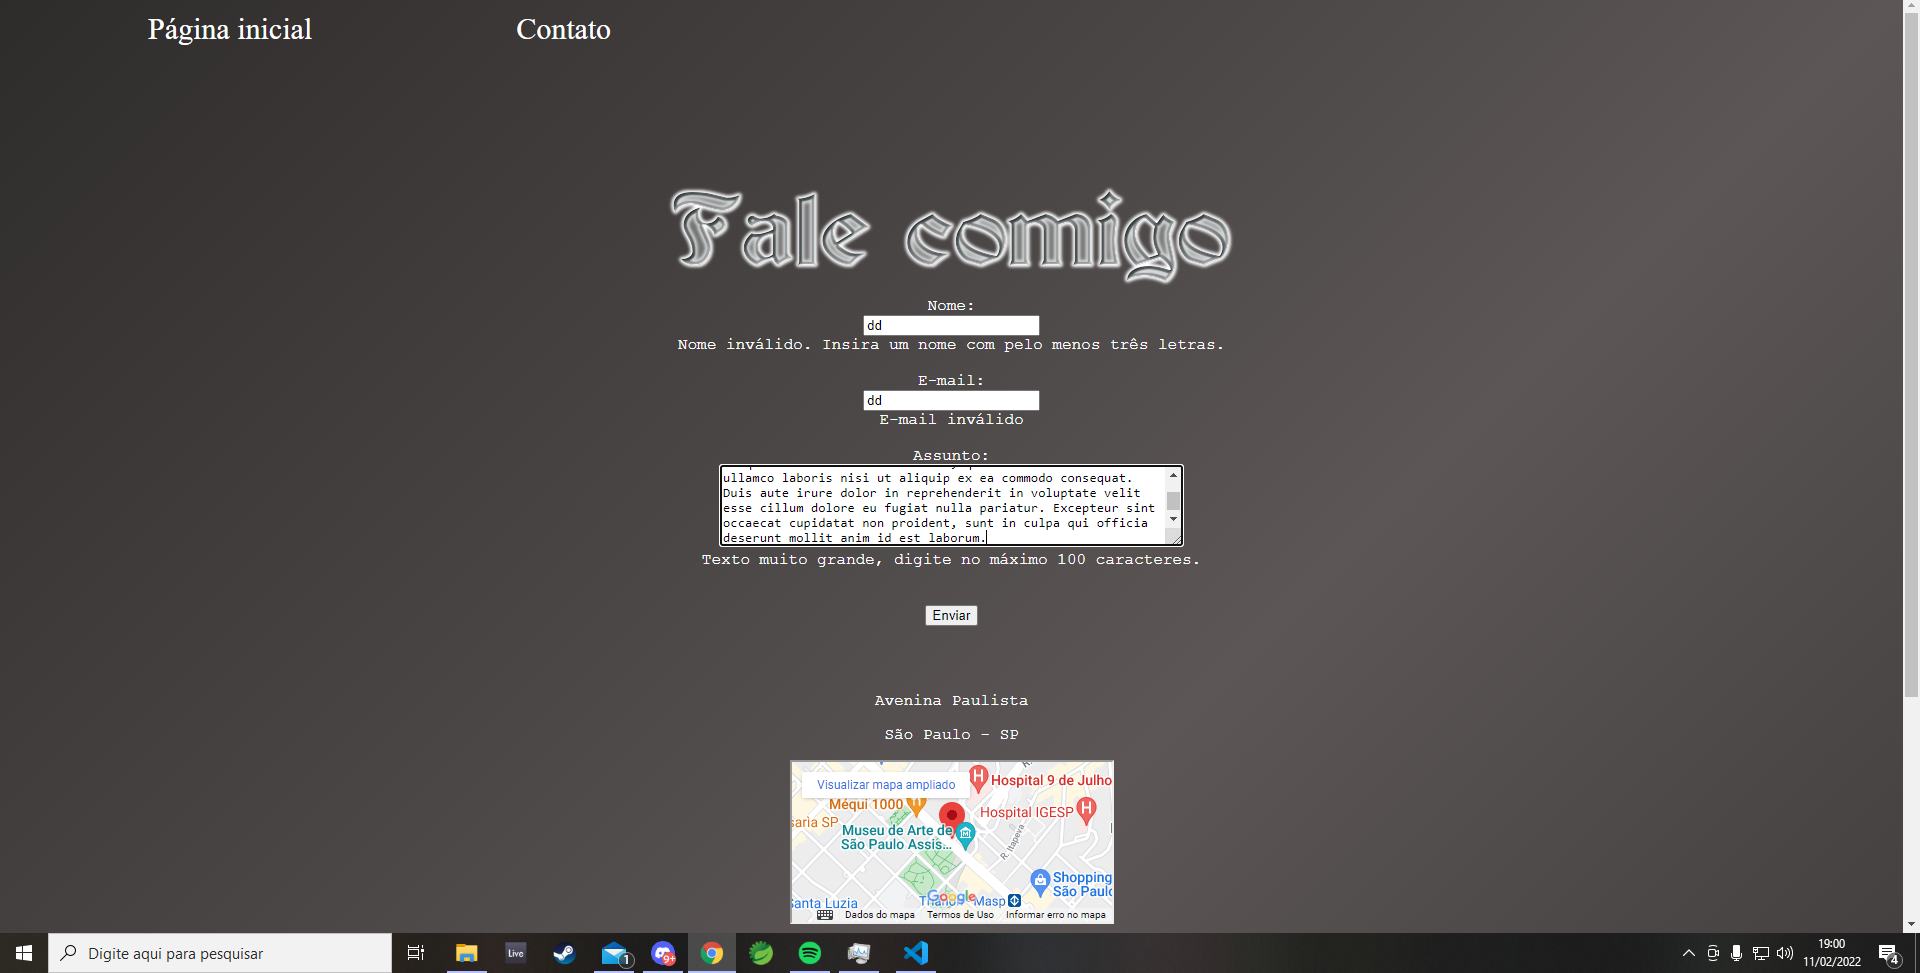 Página inicial
Contato
Fale comigo
Nome:
dd
Nome inválido. Insira um nome com pelo menos três letras.
E-mail:
dd
E-mail inválido
Assunto:
ullamco laboris nisi ut aliquip ex ea commodo consequat.
Duis aute irure dolor in reprehenderit in voluptate velit
esse cillum dolore eu fugiat nulla pariatur. Excepteur sint
occaecat cupidatat non proident, sunt in culpa qui officia
deserunt mollit anim id est laborum.
Texto muito grande, digite no máximo 100 caracteres.
Enviar
Avenina Paulista
São Paulo - SP
Visualizar mapa ampliado
Hospital 9 de Julho
Méqui 1000
Hospital IGESP
saria SP
Museu de Arte de
São Paulo Assis...
R. Itapeva
Shopping
São Paulo
Google
Masp
Santa Luzia
Dados do mapa
Termos de Uso
Informar erro no mapa
Digite aqui para pesquisar
Live
1
9+
19:00
11/02/2022
4